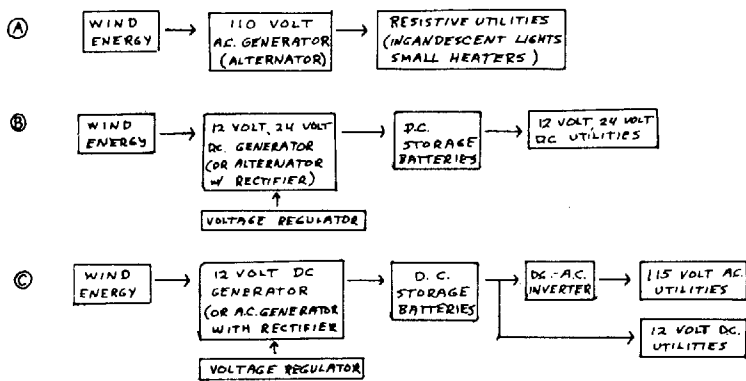 Ⓐ
WIND
ENERGY
110 VOLT
A.C. GENERATOR
(ALTERNATOR)
RESISTIVE UTILITIES
(INCANDESCENT LIGHTS
SMALL HEATERS)
Ⓑ
WIND
ENERGY
12 VOLT, 24 VOLT
DC. GENERATOR
(OR ALTERNATOR
W/ RECTIFIER)
VOLTAGE REGULATOR
D.C.
STORAGE
BATTERIES
12 VOLT, 24 VOLT
DC UTILITIES
Ⓒ
WIND
ENERGY
12 VOLT DC
GENERATOR
(OR A.C. GENERATOR
WITH RECTIFIER
VOLTAGE REGULATOR
D.C.
STORAGE
BATTERIES
DC.-A.C.
INVERTER
115 VOLT AC.
UTILITIES
12 VOLT DC.
UTILITIES